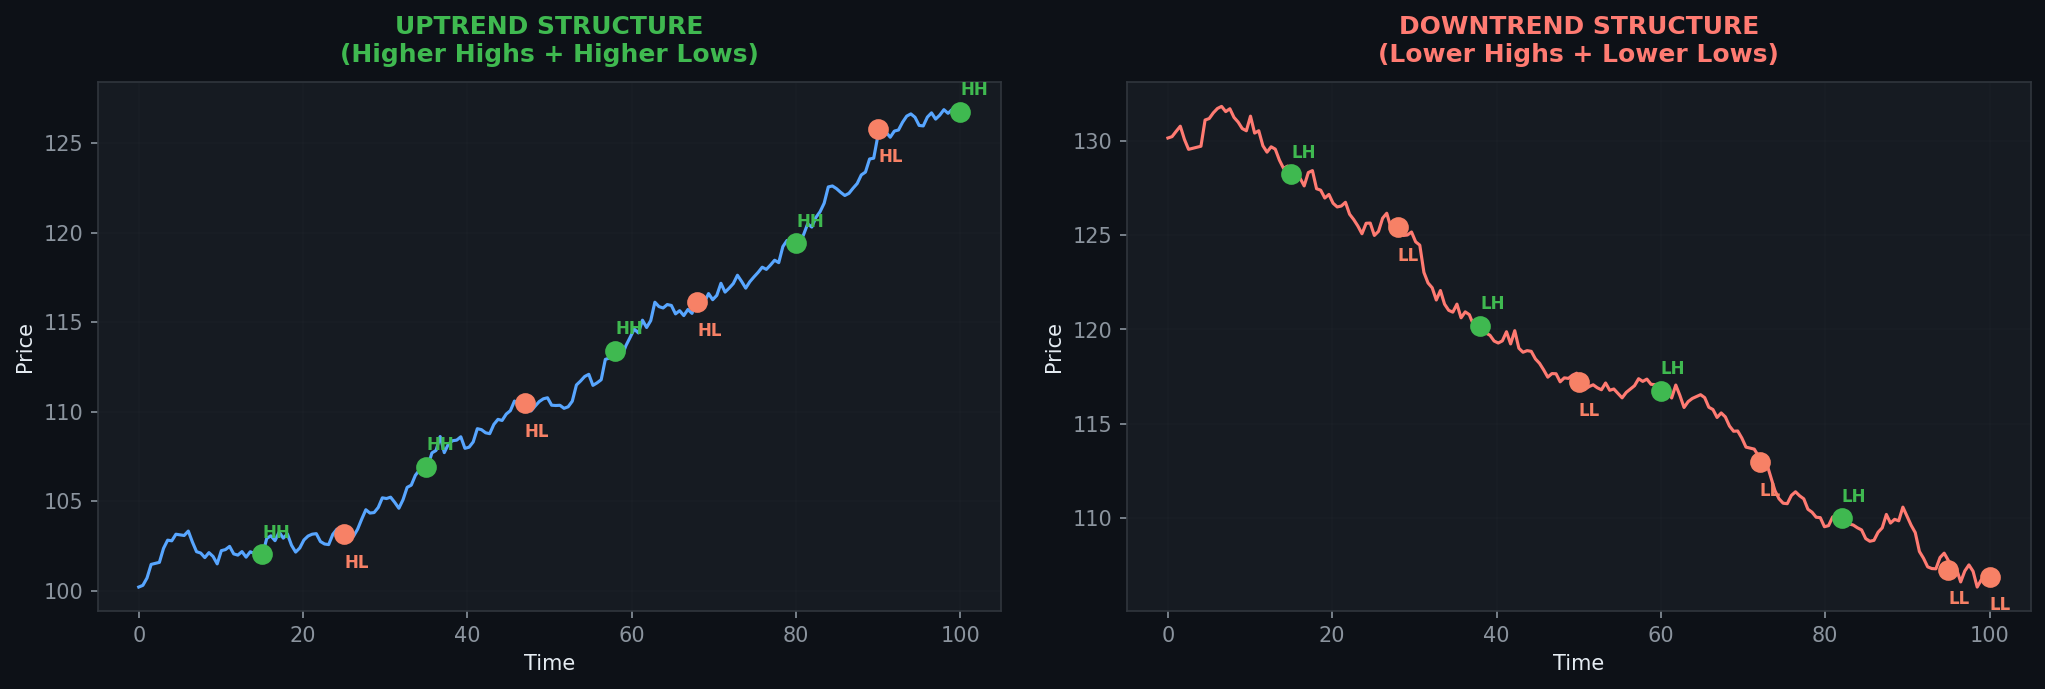 UPTREND STRUCTURE
(Higher Highs + Higher Lows)
Price
125
120
115
110
105
100
HH
HL
HH
HL
HH
HL
HH
HL
HH
0
20
40
60
80
100
Time
DOWNTREND STRUCTURE
(Lower Highs + Lower Lows)
Price
130
125
120
115
110
LH
LL
LH
LL
LH
LL
LH
LL
LL
0
20
40
60
80
100
Time